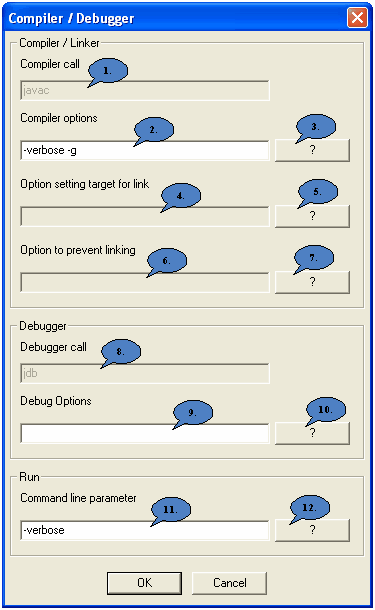 Compiler / Debugger
Compiler / Linker
Compiler call
1.
javac
Compiler options
2.
3.
-verbose -g
?
Option setting target for link
4.
5.
?
Option to prevent linking
6.
7.
?
Debugger
Debugger call
8.
jdb
Debug Options
9.
10.
?
Run
Command line parameter
11.
12.
-verbose
?
OK
Cancel